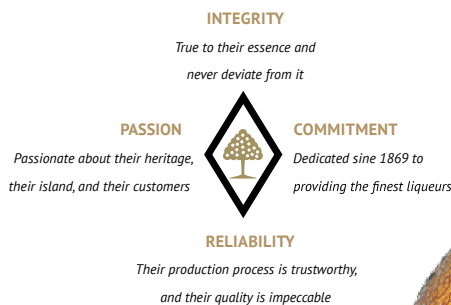 INTEGRITY
True to their essence and
never deviate from it
PASSION
Passionate about their heritage,
their island, and their customers
COMMITMENT
Dedicated sine 1869 to
providing the finest liqueurs
RELIABILITY
Their production process is trustworthy,
and their quality is impeccable